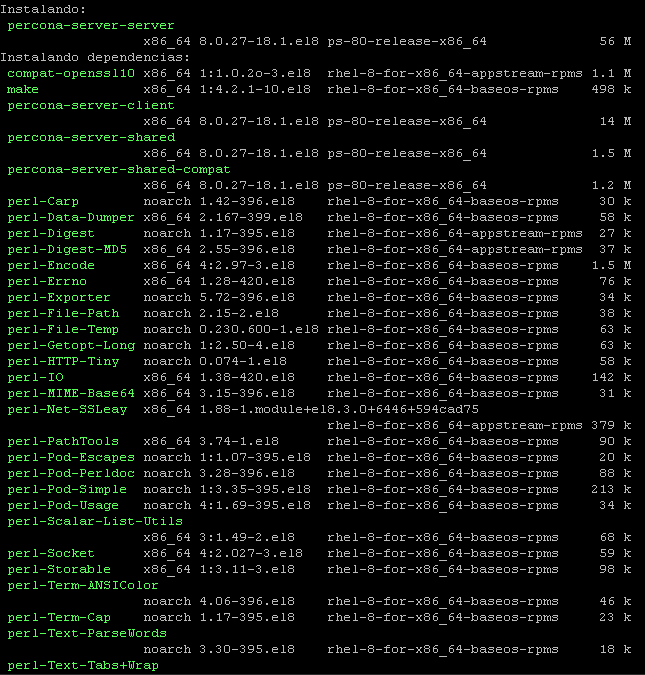 Instalando:
percona-server-server
x86_64 8.0.27-18.1.el8 ps-80-release-x86_64 56 M
Instalando dependencias:
compat-openssl10 x86_64 1:1.0.2o-3.el8 rhel-8-for-x86_64-appstream-rpms 1.1 M
make x86_64 1:4.2.1-10.el8 rhel-8-for-x86_64-baseos-rpms 498 k
percona-server-client
x86_64 8.0.27-18.1.el8 ps-80-release-x86_64 14 M
percona-server-shared
x86_64 8.0.27-18.1.el8 ps-80-release-x86_64 1.5 M
percona-server-shared-compat
x86_64 8.0.27-18.1.el8 ps-80-release-x86_64 1.2 M
perl-Carp noarch 1.42-396.el8 rhel-8-for-x86_64-baseos-rpms 30 k
perl-Data-Dumper x86_64 2.167-399.el8 rhel-8-for-x86_64-baseos-rpms 58 k
perl-Digest noarch 1.17-395.el8 rhel-8-for-x86_64-appstream-rpms 27 k
perl-Digest-MD5 x86_64 2.55-396.el8 rhel-8-for-x86_64-appstream-rpms 37 k
perl-Encode x86_64 4:2.97-3.el8 rhel-8-for-x86_64-baseos-rpms 1.5 M
perl-Errno x86_64 1.28-420.el8 rhel-8-for-x86_64-baseos-rpms 76 k
perl-Exporter noarch 5.72-396.el8 rhel-8-for-x86_64-baseos-rpms 34 k
perl-File-Path noarch 2.15-2.el8 rhel-8-for-x86_64-baseos-rpms 38 k
perl-File-Temp noarch 0.230.600-1.el8 rhel-8-for-x86_64-baseos-rpms 63 k
perl-Getopt-Long noarch 1:2.50-4.el8 rhel-8-for-x86_64-baseos-rpms 63 k
perl-HTTP-Tiny noarch 0.074-1.el8 rhel-8-for-x86_64-baseos-rpms 58 k
perl-IO x86_64 1.38-420.el8 rhel-8-for-x86_64-baseos-rpms 142 k
perl-MIME-Base64 x86_64 3.15-396.el8 rhel-8-for-x86_64-baseos-rpms 31 k
perl-Net-SSLeay x86_64 1.88-1.module+el8.3.0+6446+594cad75
rhel-8-for-x86_64-appstream-rpms 379 k
perl-PathTools x86_64 3.74-1.el8 rhel-8-for-x86_64-baseos-rpms 90 k
perl-Pod-Escapes noarch 1:1.07-395.el8 rhel-8-for-x86_64-baseos-rpms 20 k
perl-Pod-Perldoc noarch 3.28-396.el8 rhel-8-for-x86_64-baseos-rpms 88 k
perl-Pod-Simple noarch 1:3.35-395.el8 rhel-8-for-x86_64-baseos-rpms 213 k
perl-Pod-Usage noarch 4:1.69-395.el8 rhel-8-for-x86_64-baseos-rpms 34 k
perl-Scalar-List-Utils
x86_64 3:1.49-2.el8 rhel-8-for-x86_64-baseos-rpms 68 k
perl-Socket x86_64 4:2.027-3.el8 rhel-8-for-x86_64-baseos-rpms 59 k
perl-Storable x86_64 1:3.11-3.el8 rhel-8-for-x86_64-baseos-rpms 98 k
perl-Term-ANSIColor
noarch 4.06-396.el8 rhel-8-for-x86_64-baseos-rpms 46 k
perl-Term-Cap noarch 1.17-395.el8 rhel-8-for-x86_64-baseos-rpms 23 k
perl-Text-ParseWords
noarch 3.30-395.el8 rhel-8-for-x86_64-baseos-rpms 18 k
perl-Text-Tabs+Wrap